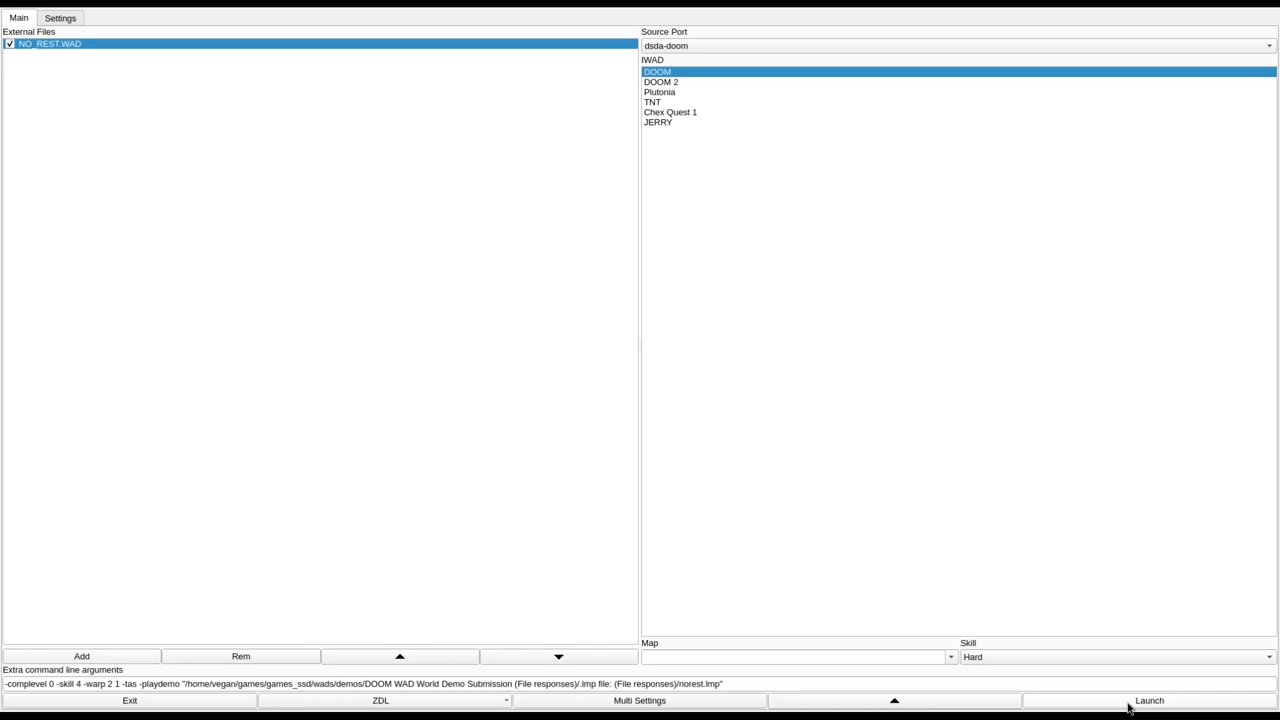 Main Settings
External Files
NO_REST.WAD
Source Port
dsda-doom
IWAD
DOOM
DOOM 2
Plutonia
TNT
Chex Quest 1
JERRY
Add Rem
Map Skill
Hard
Extra command line arguments
-complevel 0 -skill 4 -warp 2 1 -tas -playdemo "/home/vegan/games/games_ssd/wads/demos/DOOM WAD World Demo Submission (File responses)/.lmp file: (File responses)/norest.lmp"
Exit ZDL Multi Settings Launch